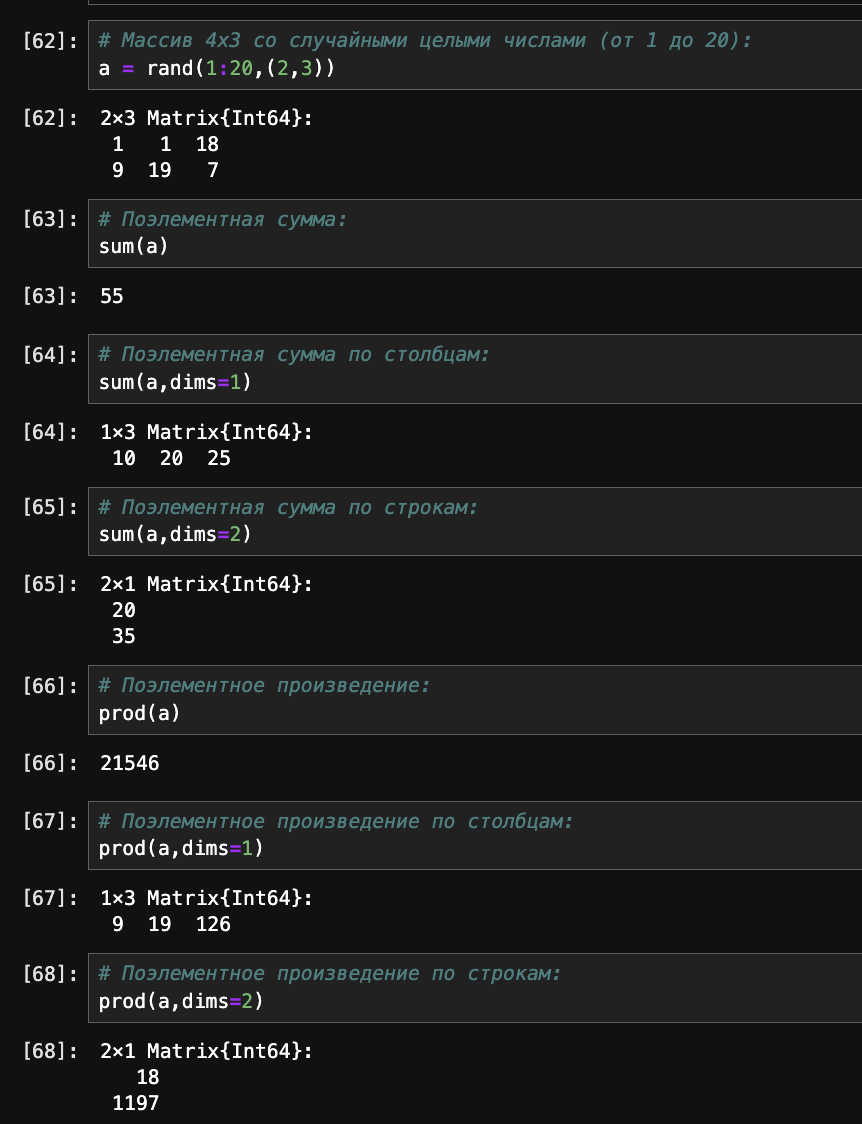 [62]: # Массив 4x3 со случайными целыми числами (от 1 до 20):
a = rand(1:20,(2,3))
[62]: 2×3 Matrix{Int64}:
1 1 18
9 19 7
[63]: # Поэлементная сумма:
sum(a)
[63]: 55
[64]: # Поэлементная сумма по столбцам:
sum(a,dims=1)
[64]: 1×3 Matrix{Int64}:
10 20 25
[65]: # Поэлементная сумма по строкам:
sum(a,dims=2)
[65]: 2×1 Matrix{Int64}:
20
35
[66]: # Поэлементное произведение:
prod(a)
[66]: 21546
[67]: # Поэлементное произведение по столбцам:
prod(a,dims=1)
[67]: 1×3 Matrix{Int64}:
9 19 126
[68]: # Поэлементное произведение по строкам:
prod(a,dims=2)
[68]: 2×1 Matrix{Int64}:
18
1197